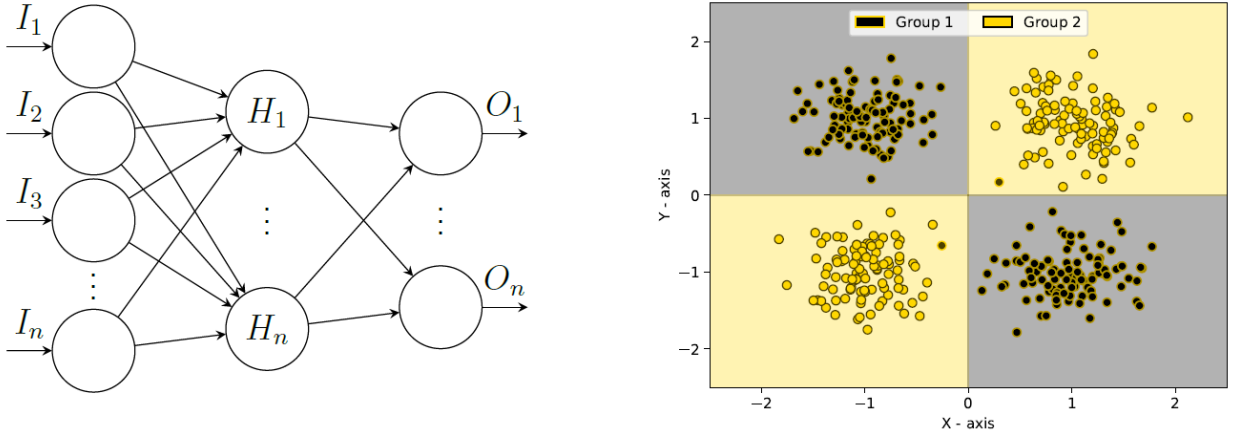 I₁
I₂
I₃
⋮
Iₙ
H₁
⋮
Hₙ
O₁
⋮
Oₙ
Group 1 Group 2
2
1
0
−1
−2
Y - axis
−2 −1 0 1 2
X - axis